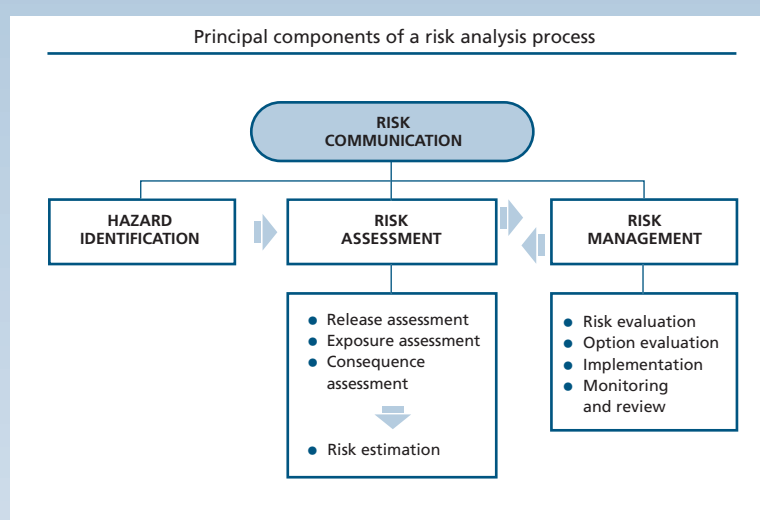 Principal components of a risk analysis process
RISK
COMMUNICATION
HAZARD
IDENTIFICATION
RISK
ASSESSMENT
RISK
MANAGEMENT
● Release assessment
● Exposure assessment
● Consequence
assessment
● Risk estimation
● Risk evaluation
● Option evaluation
● Implementation
● Monitoring
and review